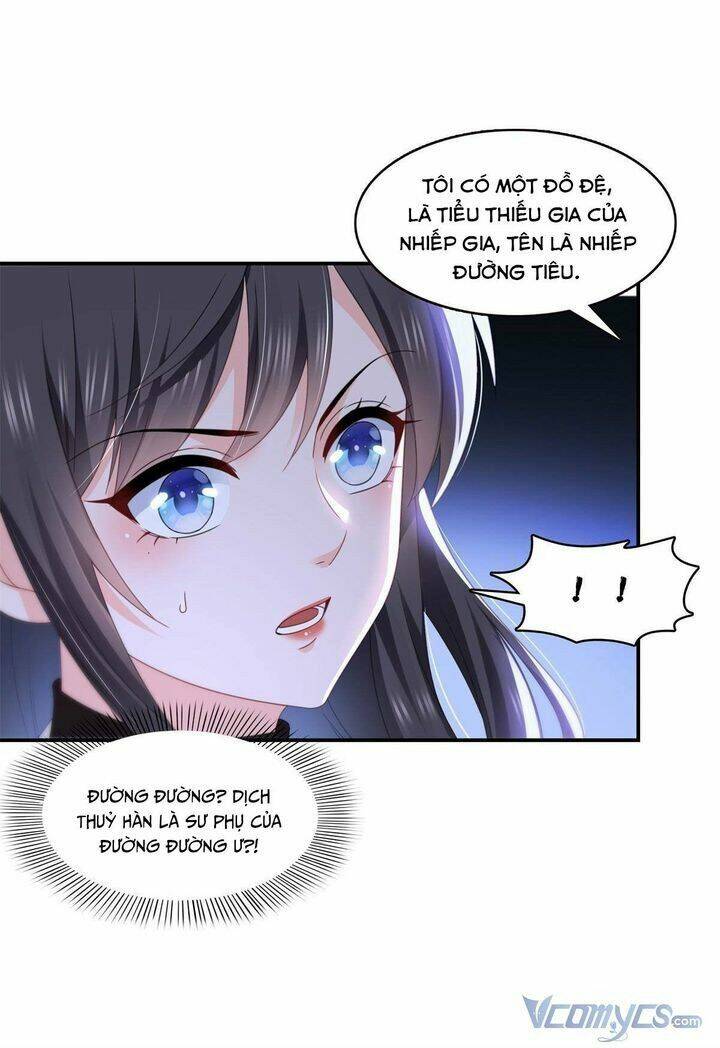 TÔI CÓ MỘT ĐỒ ĐỆ,
LÀ TIỂU THIẾU GIA CỦA
NHIẾP GIA, TÊN LÀ NHIẾP
ĐƯỜNG TIÊU.
! !
ĐƯỜNG ĐƯỜNG? DỊCH
THUỲ HÀN LÀ SƯ PHỤ CỦA
ĐƯỜNG ĐƯỜNG Ư?!
VCOMYCS.com